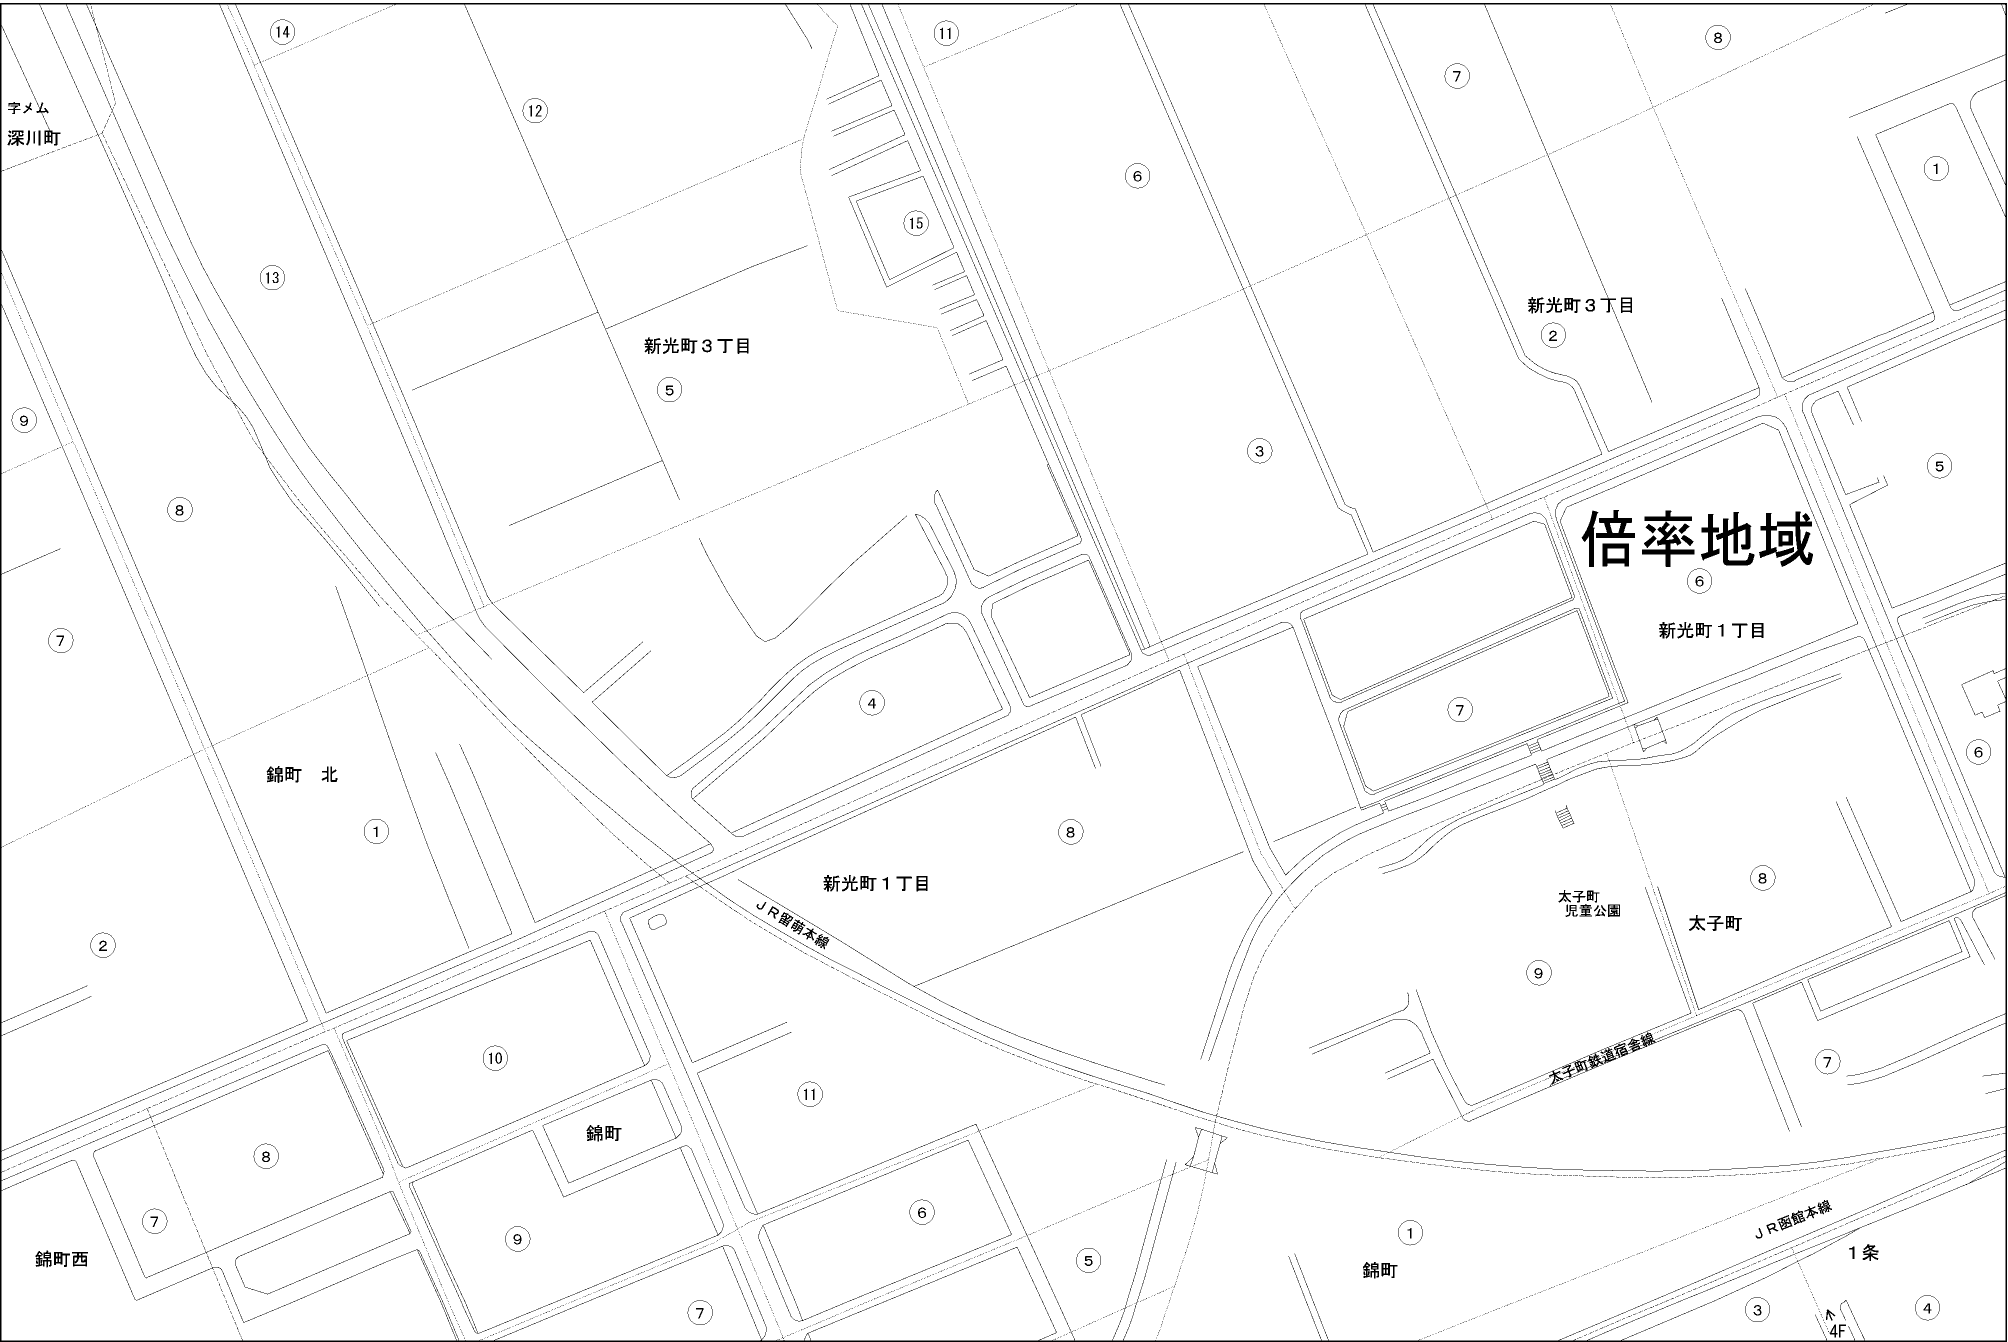 ⑭
⑪
⑧
⑦
⑫
字メム
深川町
①
⑥
⑮
⑬
新光町３丁目
②
新光町３丁目
⑤
⑨
③
⑤
⑧
倍率地域
⑥
新光町１丁目
⑦
④
⑦
⑥
錦町　北
①
⑧
新光町１丁目
ＪＲ留萌本線
⑧
太子町
児童公園
太子町
②
⑨
⑩
太子町鉄道宿舎線
⑦
⑪
錦町
⑧
⑦
⑨
⑥
①
ＪＲ函館本線
錦町西
⑤
錦町
１条
⑦
③
④
↑
4F